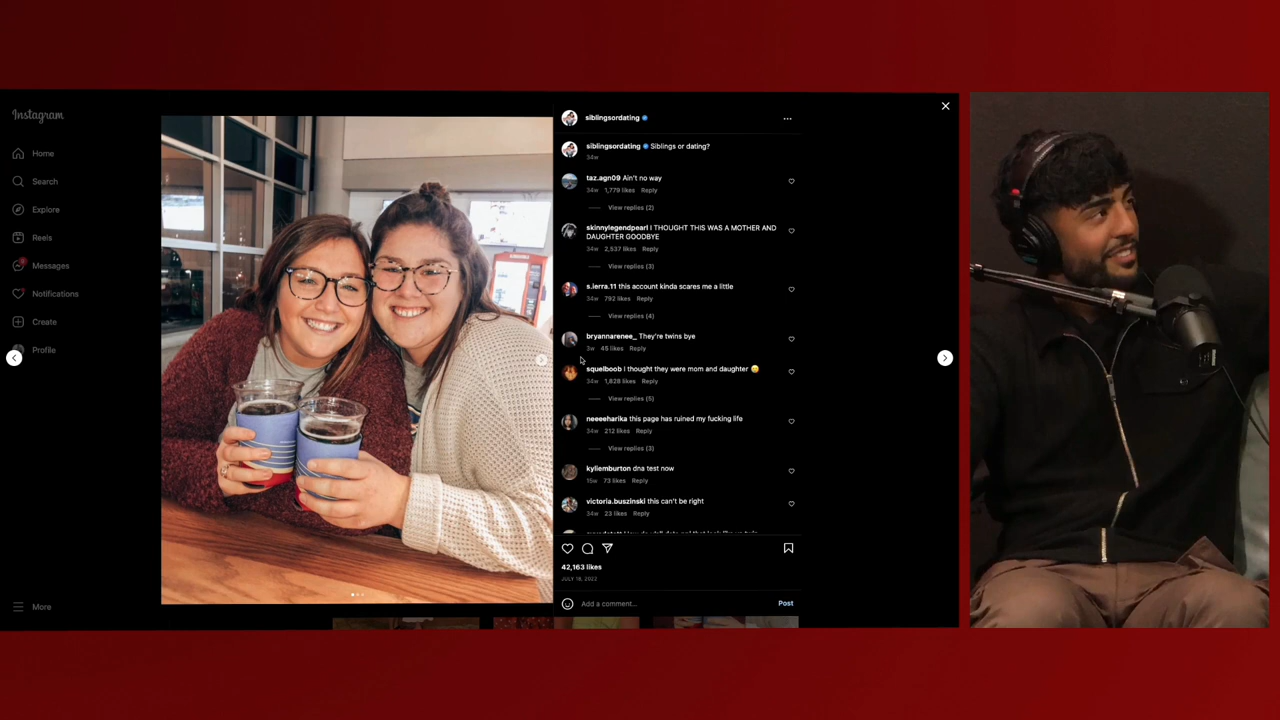 Instagram
Home
Search
Explore
Reels
Messages
Notifications
Create
Profile
More
siblingsordating
siblingsordating Siblings or dating?
34w
taz.agn09 Ain't no way
34w 1,779 likes Reply
View replies (2)
skinnylegendpearl I THOUGHT THIS WAS A MOTHER AND
DAUGHTER GOODBYE
34w 2,537 likes Reply
View replies (3)
s.ierra.11 this account kinda scares me a little
34w 792 likes Reply
View replies (4)
bryannarenee_ They're twins bye
3w 45 likes Reply
squelboob I thought they were mom and daughter 😳
34w 1,828 likes Reply
View replies (5)
neeeeharika this page has ruined my fucking life
34w 212 likes Reply
View replies (3)
kyliemburton dna test now
15w 73 likes Reply
victoria.buszinski this can't be right
34w 23 likes Reply
42,163 likes
JULY 18, 2022
Add a comment...
Post